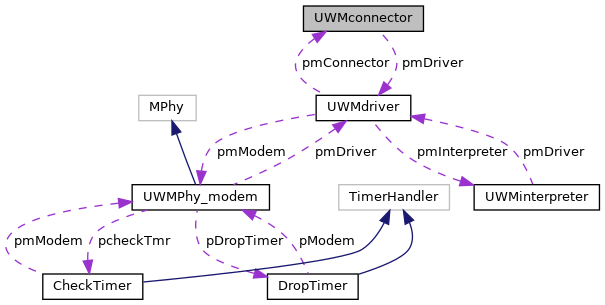 UWMconnector
pmConnector
pmDriver
MPhy
UWMdriver
pmModem
pmDriver
pmInterpreter
pmDriver
UWMPhy_modem
TimerHandler
UWMinterpreter
pmModem
pcheckTmr
pDropTimer
pModem
CheckTimer
DropTimer